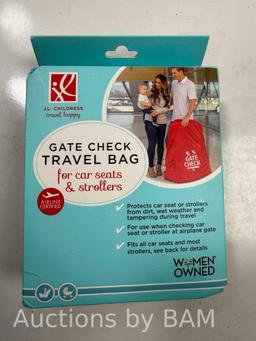 J.L. CHILDRESS
travel happy
GATE CHECK
TRAVEL BAG
for car seats
& strollers
GATE
CHECK
AIRLINE
CERTIFIED
Protects car seat or strollers
from dirt, wet weather and
tampering during travel
For use when checking car
seat or stroller at airplane gate
Fits all car seats and most
strollers, see back for details
WOMEN
OWNED
Auctions by BAM